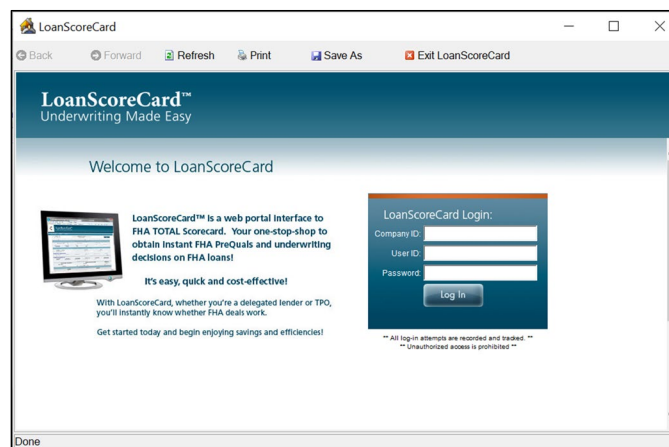 LoanScoreCard
Back Forward Refresh Print Save As Exit LoanScoreCard
LoanScoreCard™
Underwriting Made Easy
Welcome to LoanScoreCard
LoanScoreCard™ is a web portal interface to
FHA TOTAL Scorecard. Your one-stop-shop to
obtain instant FHA PreQuals and underwriting
decisions on FHA loans!
It's easy, quick and cost-effective!
With LoanScoreCard, whether you're a delegated lender or TPO,
you'll instantly know whether FHA deals work.
Get started today and begin enjoying savings and efficiencies!
LoanScoreCard Login:
Company ID:
User ID:
Password:
Log In
** All log-in attempts are recorded and tracked. **
** Unauthorized access is prohibited **
Done